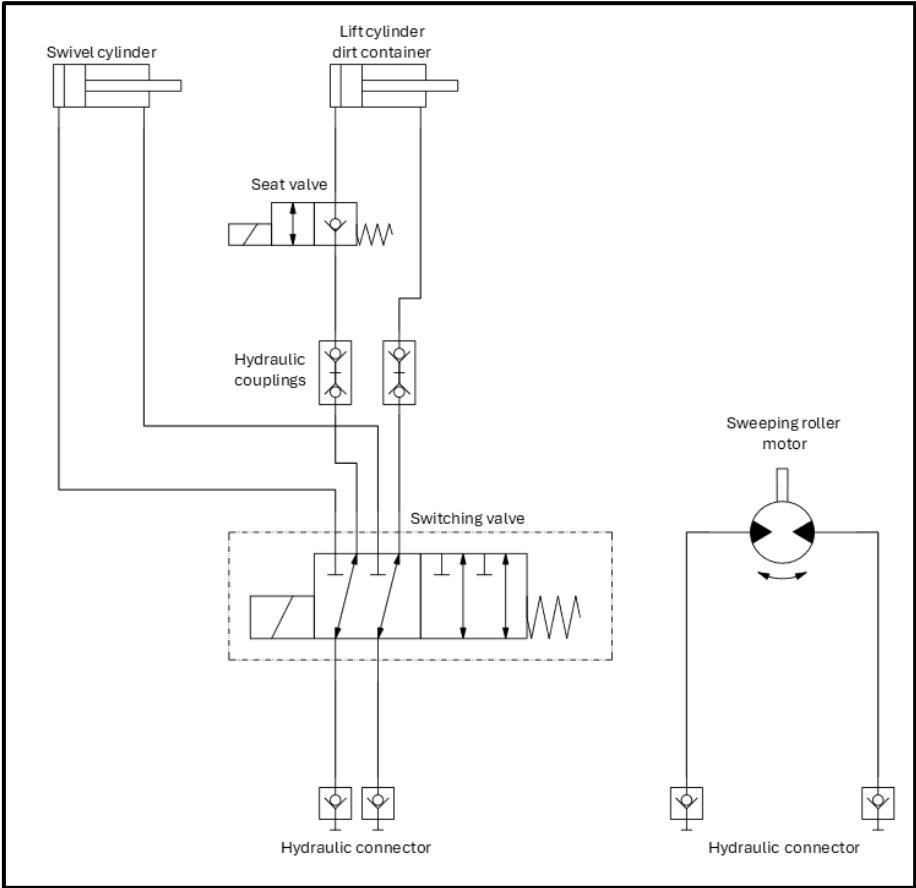 Lift cylinder
dirt container
Swivel cylinder
Seat valve
Hydraulic
couplings
Sweeping roller
motor
Switching valve
Hydraulic connector
Hydraulic connector